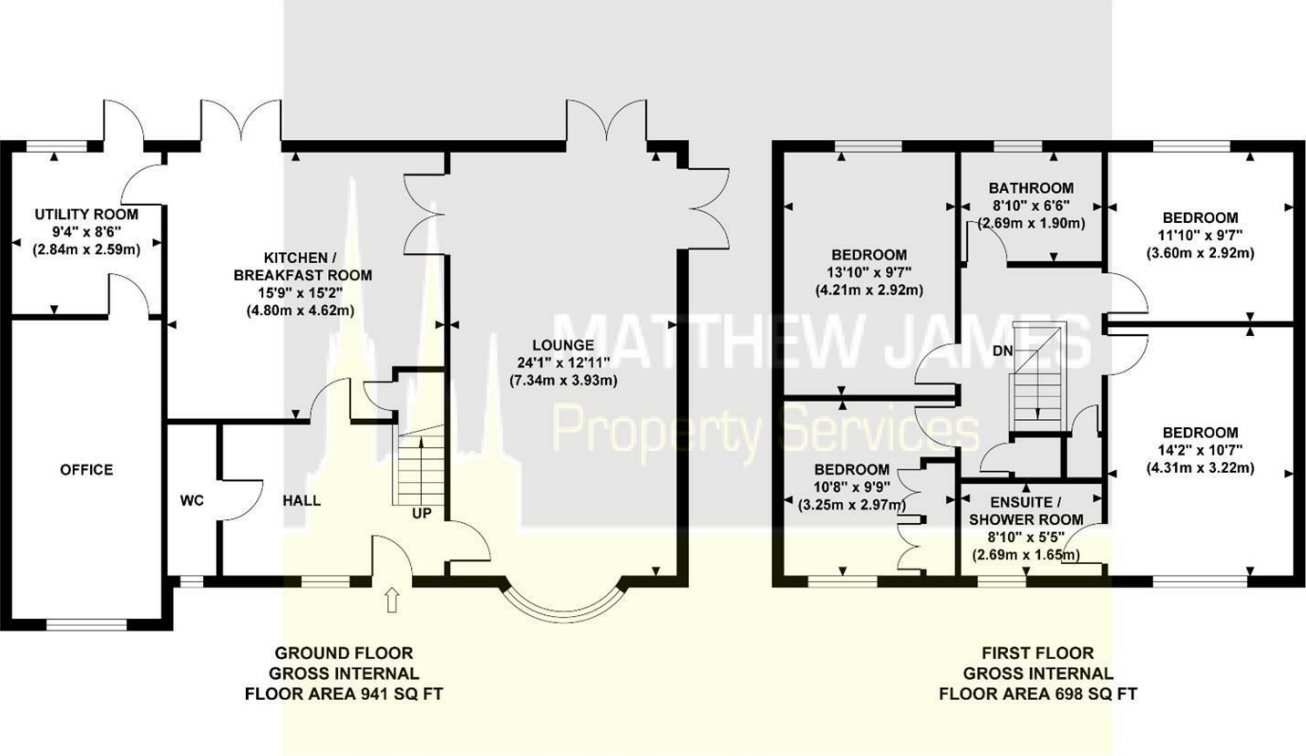 UTILITY ROOM
9'4" x 8'6"
(2.84m x 2.59m)
KITCHEN /
BREAKFAST ROOM
15'9" x 15'2"
(4.80m x 4.62m)
LOUNGE
24'1" x 12'11"
(7.34m x 3.93m)
OFFICE
WC
HALL
UP
GROUND FLOOR
GROSS INTERNAL
FLOOR AREA 941 SQ FT
MATTHEW JAMES
Property Services
BEDROOM
13'10" x 9'7"
(4.21m x 2.92m)
BATHROOM
8'10" x 6'6"
(2.69m x 1.90m)
BEDROOM
11'10" x 9'7"
(3.60m x 2.92m)
DN
BEDROOM
10'8" x 9'9"
(3.25m x 2.97m)
ENSUITE /
SHOWER ROOM
8'10" x 5'5"
(2.69m x 1.65m)
BEDROOM
14'2" x 10'7"
(4.31m x 3.22m)
FIRST FLOOR
GROSS INTERNAL
FLOOR AREA 698 SQ FT